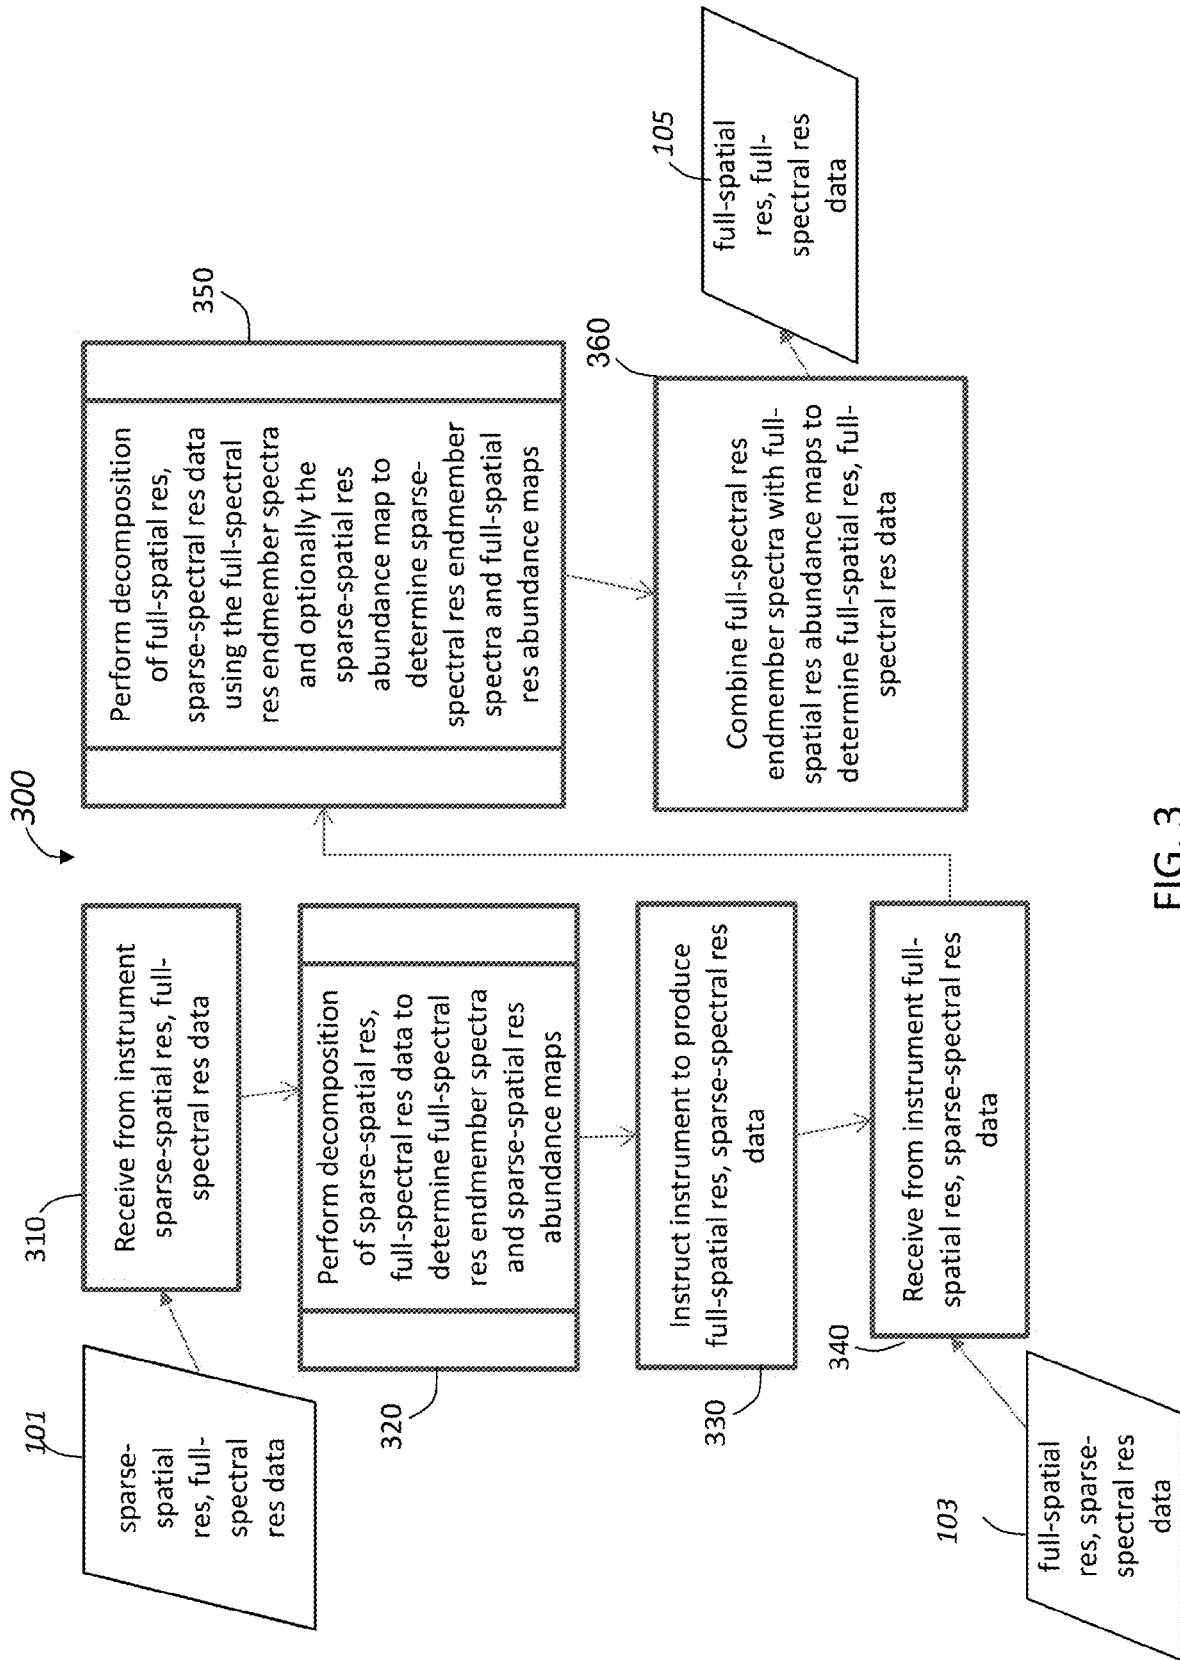 300
101
sparse-
spatial
res, full-
spectral
res data
310
Receive from instrument
sparse-spatial res, full-
spectral res data
320
Perform decomposition
of sparse-spatial res,
full-spectral res data to
determine full-spectral
res endmember spectra
and sparse-spatial res
abundance maps
330
Instruct instrument to produce
full-spatial res, sparse-spectral res
data
103
full-spatial
res, sparse-
spectral res
data
340
Receive from instrument full-
spatial res, sparse-spectral res
data
350
Perform decomposition
of full-spatial res,
sparse-spectral res data
using the full-spectral
res endmember spectra
and optionally the
sparse-spatial res
abundance map to
determine sparse-
spectral res endmember
spectra and full-spatial
res abundance maps
360
Combine full-spectral res
endmember spectra with full-
spatial res abundance maps to
determine full-spatial res, full-
spectral res data
105
full-spatial
res, full-
spectral res
data
FIG. 3